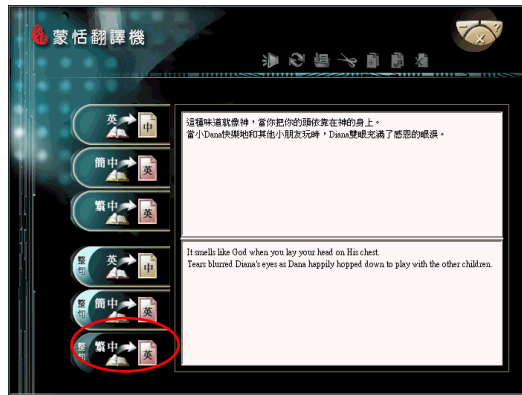 蒙恬翻譯機
英 中
簡中 英
繁中 英
整句 英 中
整句 簡中 英
整句 繁中 英
這種味道就像神，當你把你的頭依靠在神的身上。
當小Dana快樂地和其他小朋友玩時，Diana雙眼充滿了感恩的眼淚。
It smells like God when you lay your head on His chest.
Tears blurred Diana's eyes as Dana happily hopped down to play with the other children.